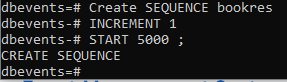 dbevents=# Create SEQUENCE bookres
dbevents-# INCREMENT 1
dbevents-# START 5000 ;
CREATE SEQUENCE
dbevents=#